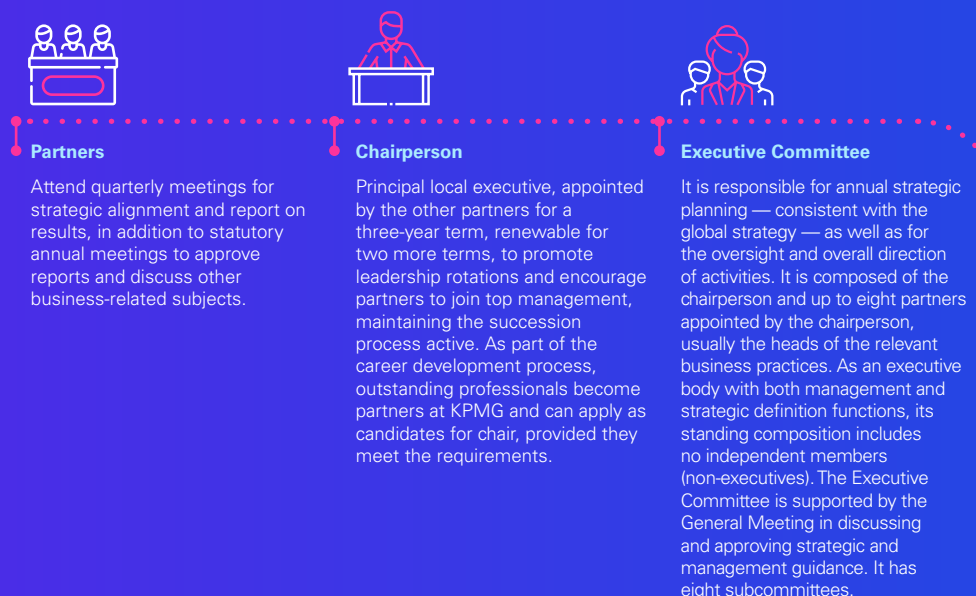 Partners
Attend quarterly meetings for
strategic alignment and report on
results, in addition to statutory
annual meetings to approve
reports and discuss other
business-related subjects.
Chairperson
Principal local executive, appointed
by the other partners for a
three-year term, renewable for
two more terms, to promote
leadership rotations and encourage
partners to join top management,
maintaining the succession
process active. As part of the
career development process,
outstanding professionals become
partners at KPMG and can apply as
candidates for chair, provided they
meet the requirements.
Executive Committee
It is responsible for annual strategic
planning — consistent with the
global strategy — as well as for
the oversight and overall direction
of activities. It is composed of the
chairperson and up to eight partners
appointed by the chairperson,
usually the heads of the relevant
business practices. As an executive
body with both management and
strategic definition functions, its
standing composition includes
no independent members
(non-executives). The Executive
Committee is supported by the
General Meeting in discussing
and approving strategic and
management guidance. It has
eight subcommittees.